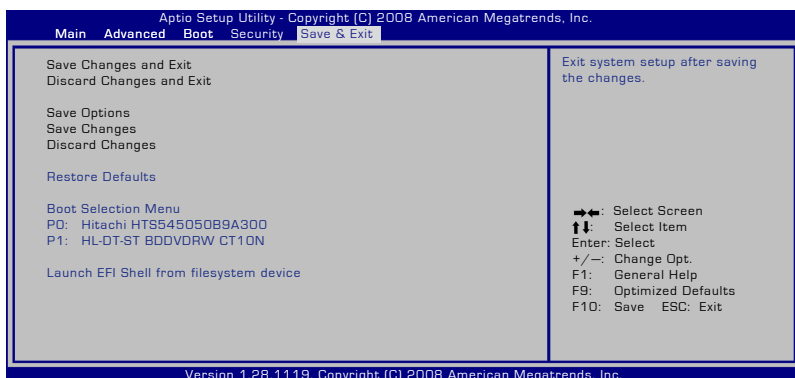 Aptio Setup Utility - Copyright (C) 2008 American Megatrends, Inc.
Main Advanced Boot Security Save & Exit
Save Changes and Exit
Discard Changes and Exit
Save Options
Save Changes
Discard Changes
Restore Defaults
Boot Selection Menu
P0: Hitachi HTS545050B9A300
P1: HL-DT-ST BDDVDRW CT10N
Launch EFI Shell from filesystem device
Exit system setup after saving
the changes.
→←: Select Screen
↑↓: Select Item
Enter: Select
+/—: Change Opt.
F1: General Help
F9: Optimized Defaults
F10: Save ESC: Exit
Version 1.28.1119. Copyright (C) 2008 American Megatrends, Inc.